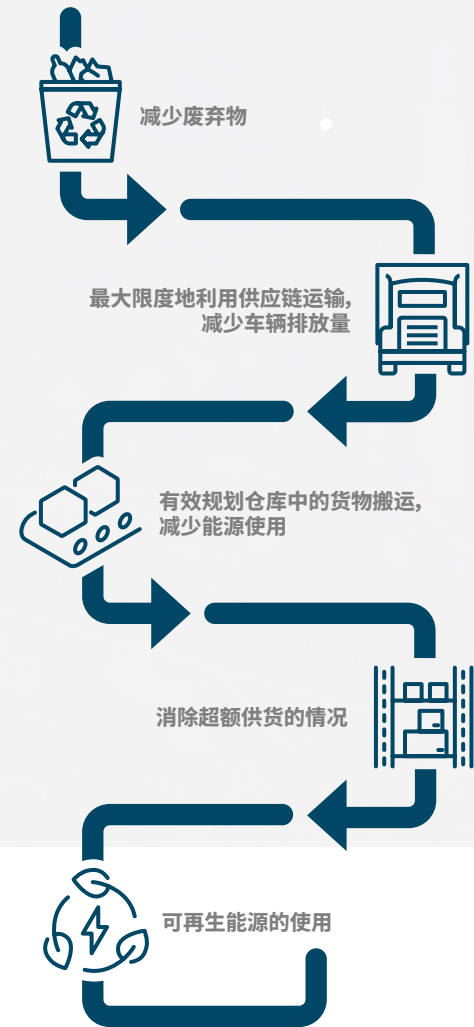 减少废弃物
最大限度地利用供应链运输，
减少车辆排放量
有效规划仓库中的货物搬运，
减少能源使用
消除超额供货的情况
可再生能源的使用